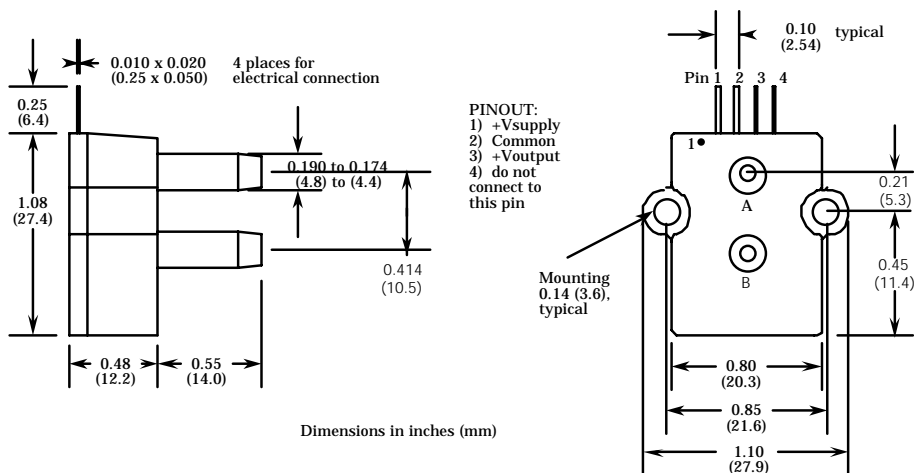 0.010 x 0.020
(0.25 x 0.050)
4 places for
electrical connection
0.25
(6.4)
1.08
(27.4)
0.190 to 0.174
(4.8) to (4.4)
0.414
(10.5)
0.48
(12.2)
0.55
(14.0)
PINOUT:
1) +Vsupply
2) Common
3) +Voutput
4) do not
connect to
this pin
0.10
(2.54)
typical
Pin 1 2 3 4
1
A
B
0.21
(5.3)
0.45
(11.4)
Mounting
0.14 (3.6),
typical
0.80
(20.3)
0.85
(21.6)
1.10
(27.9)
Dimensions in inches (mm)